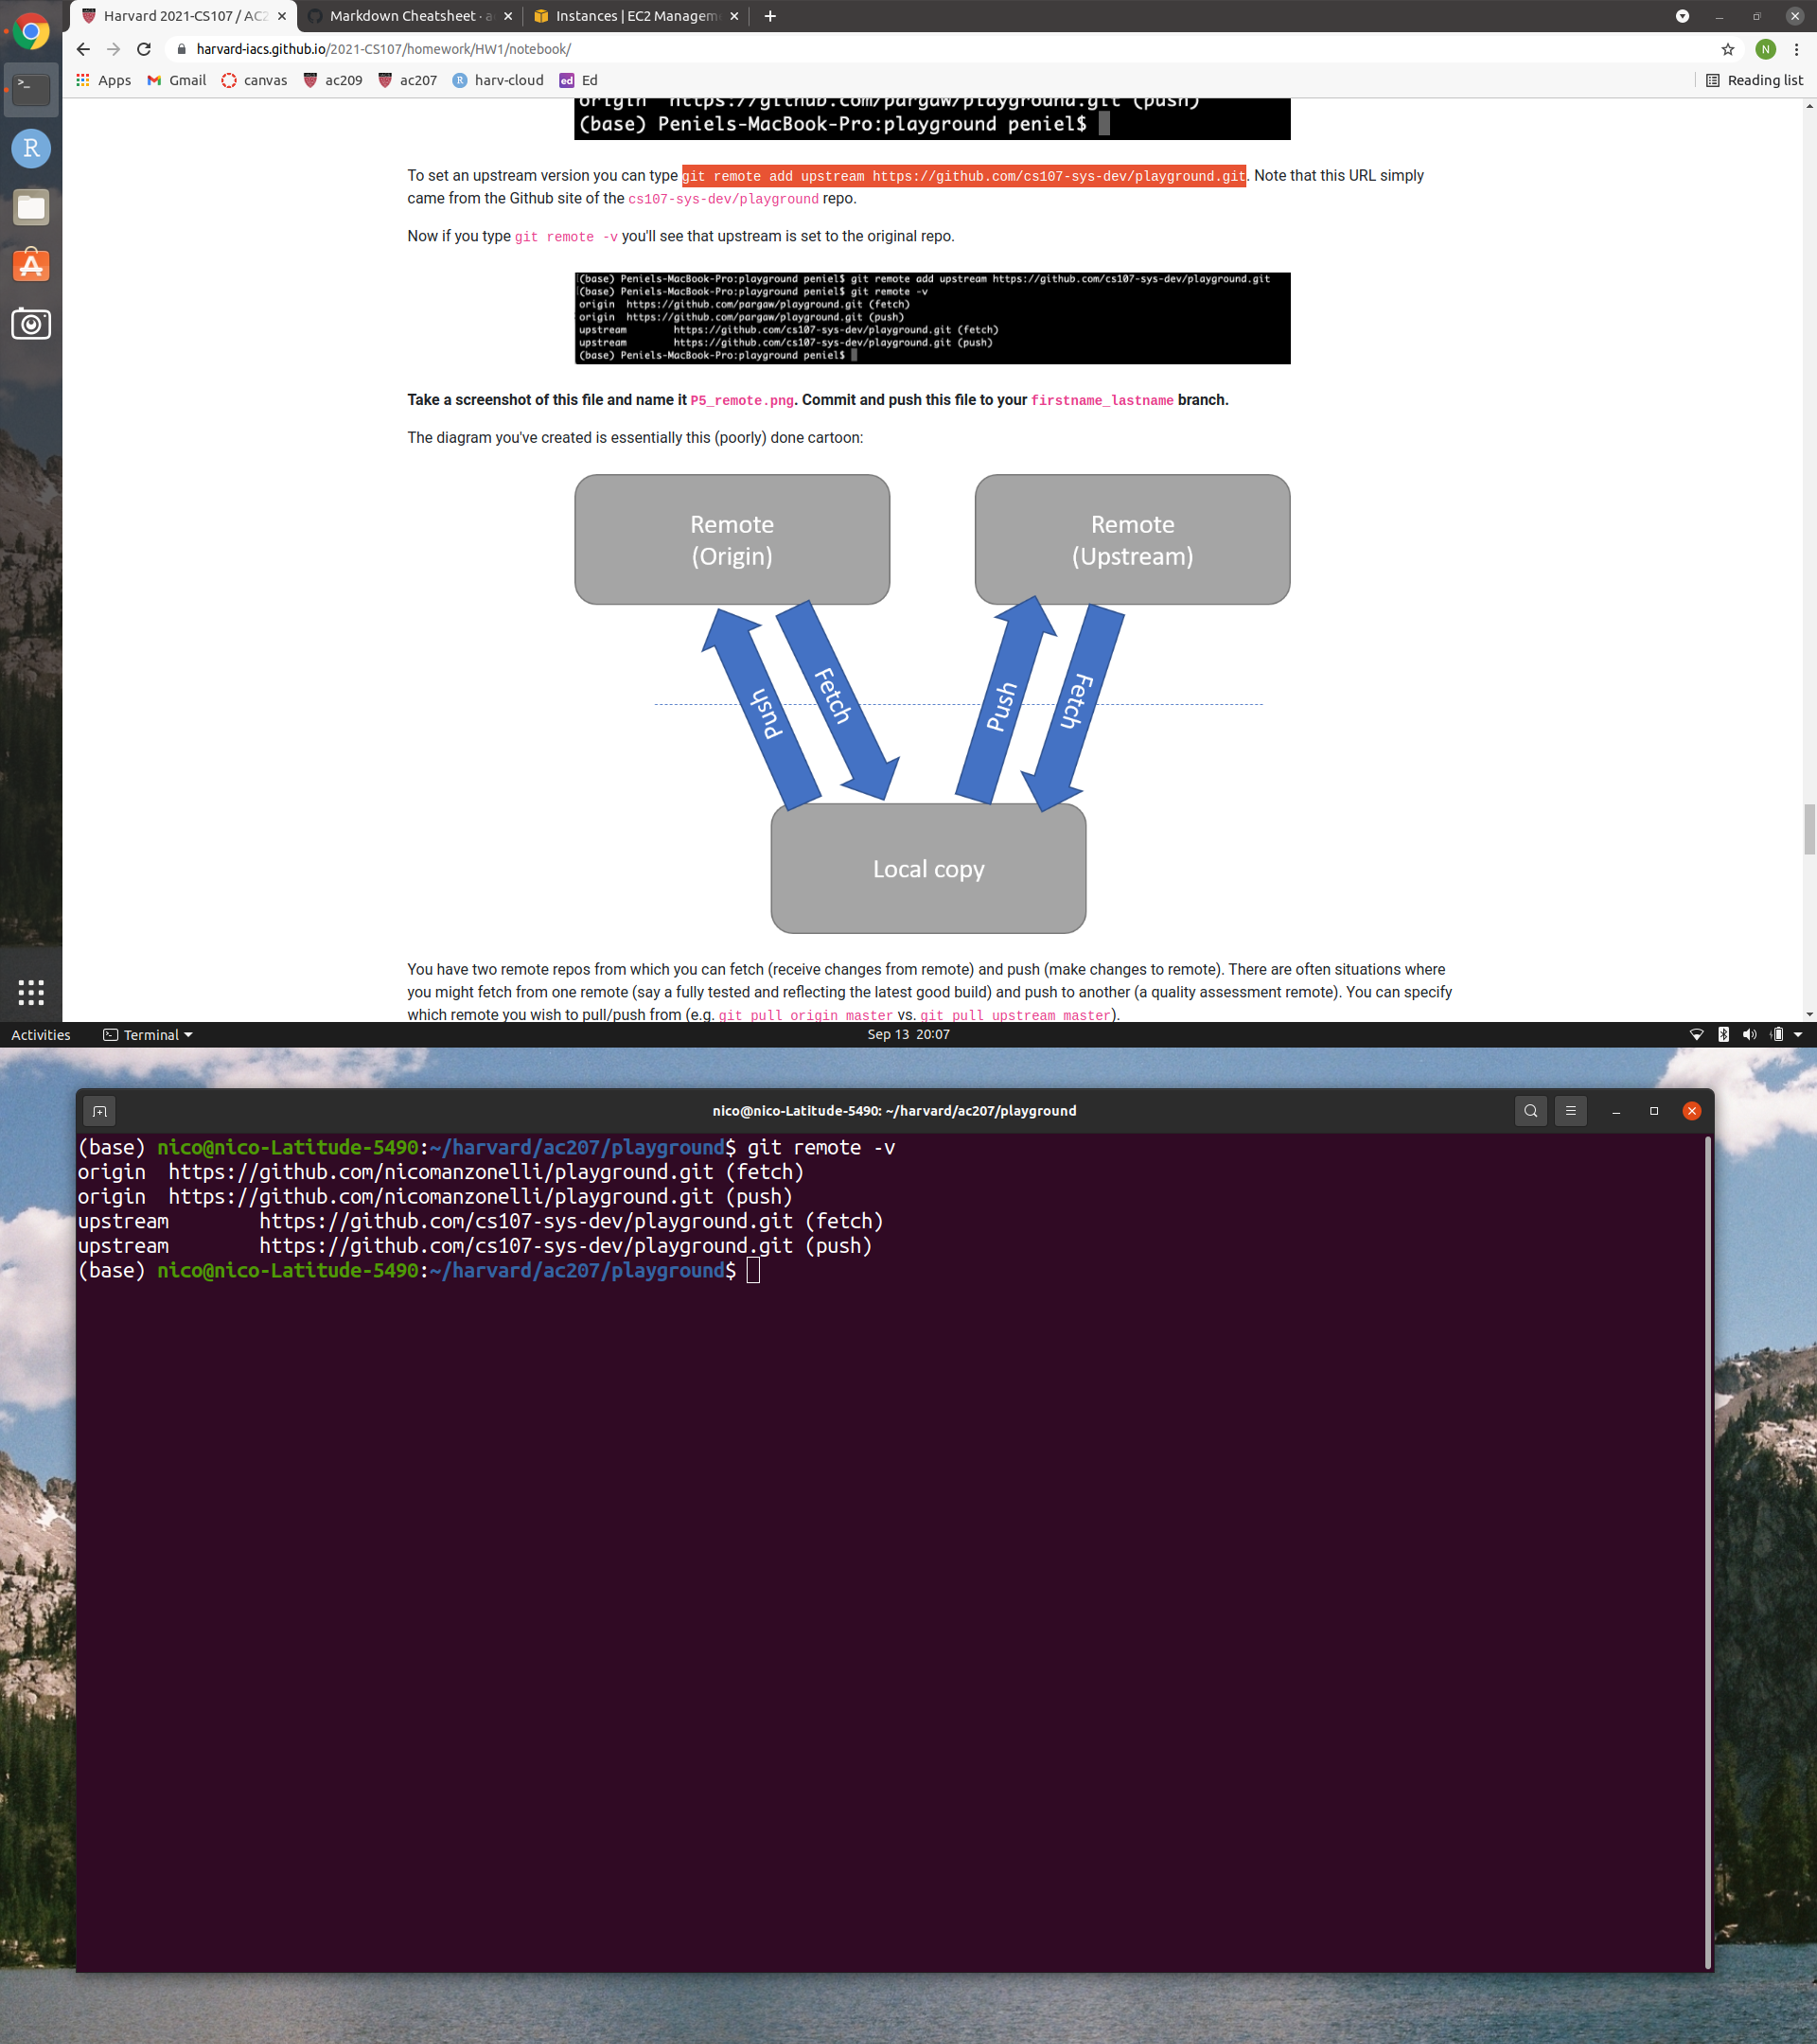 Harvard 2021-CS107 / AC2
Markdown Cheatsheet · a
Instances | EC2 Managem
harvard-iacs.github.io/2021-CS107/homework/HW1/notebook/
N
Apps Gmail canvas ac209 ac207 harv-cloud Ed
Reading list
origin https://github.com/pargaw/playground.git (push)
(base) Peniels-MacBook-Pro:playground peniel$
To set an upstream version you can type git remote add upstream https://github.com/cs107-sys-dev/playground.git. Note that this URL simply
came from the Github site of the cs107-sys-dev/playground repo.
Now if you type git remote -v you'll see that upstream is set to the original repo.
(base) Peniels-MacBook-Pro:playground peniel$ git remote add upstream https://github.com/cs107-sys-dev/playground.git
(base) Peniels-MacBook-Pro:playground peniel$ git remote -v
origin https://github.com/pargaw/playground.git (fetch)
origin https://github.com/pargaw/playground.git (push)
upstream https://github.com/cs107-sys-dev/playground.git (fetch)
upstream https://github.com/cs107-sys-dev/playground.git (push)
(base) Peniels-MacBook-Pro:playground peniel$
Take a screenshot of this file and name it P5_remote.png. Commit and push this file to your firstname_lastname branch.
The diagram you've created is essentially this (poorly) done cartoon:
Remote
(Origin)
Remote
(Upstream)
Push
Fetch
Push
Fetch
Local copy
You have two remote repos from which you can fetch (receive changes from remote) and push (make changes to remote). There are often situations where
you might fetch from one remote (say a fully tested and reflecting the latest good build) and push to another (a quality assessment remote). You can specify
which remote you wish to pull/push from (e.g. git pull origin master vs. git pull upstream master).
Activities
Terminal
Sep 13 20:07
nico@nico-Latitude-5490: ~/harvard/ac207/playground
(base) nico@nico-Latitude-5490:~/harvard/ac207/playground$ git remote -v
origin https://github.com/nicomanzonelli/playground.git (fetch)
origin https://github.com/nicomanzonelli/playground.git (push)
upstream https://github.com/cs107-sys-dev/playground.git (fetch)
upstream https://github.com/cs107-sys-dev/playground.git (push)
(base) nico@nico-Latitude-5490:~/harvard/ac207/playground$